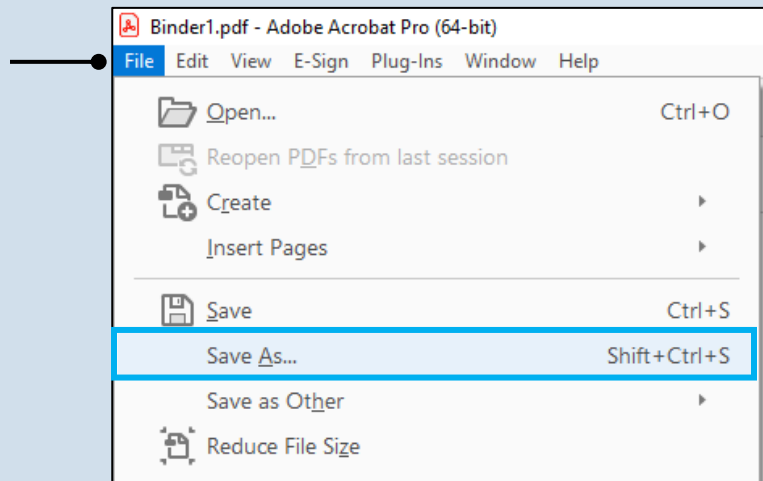 Binder1.pdf - Adobe Acrobat Pro (64-bit)
File Edit View E-Sign Plug-Ins Window Help
Open... Ctrl+O
Reopen PDFs from last session
Create
Insert Pages
Save Ctrl+S
Save As... Shift+Ctrl+S
Save as Other
Reduce File Size